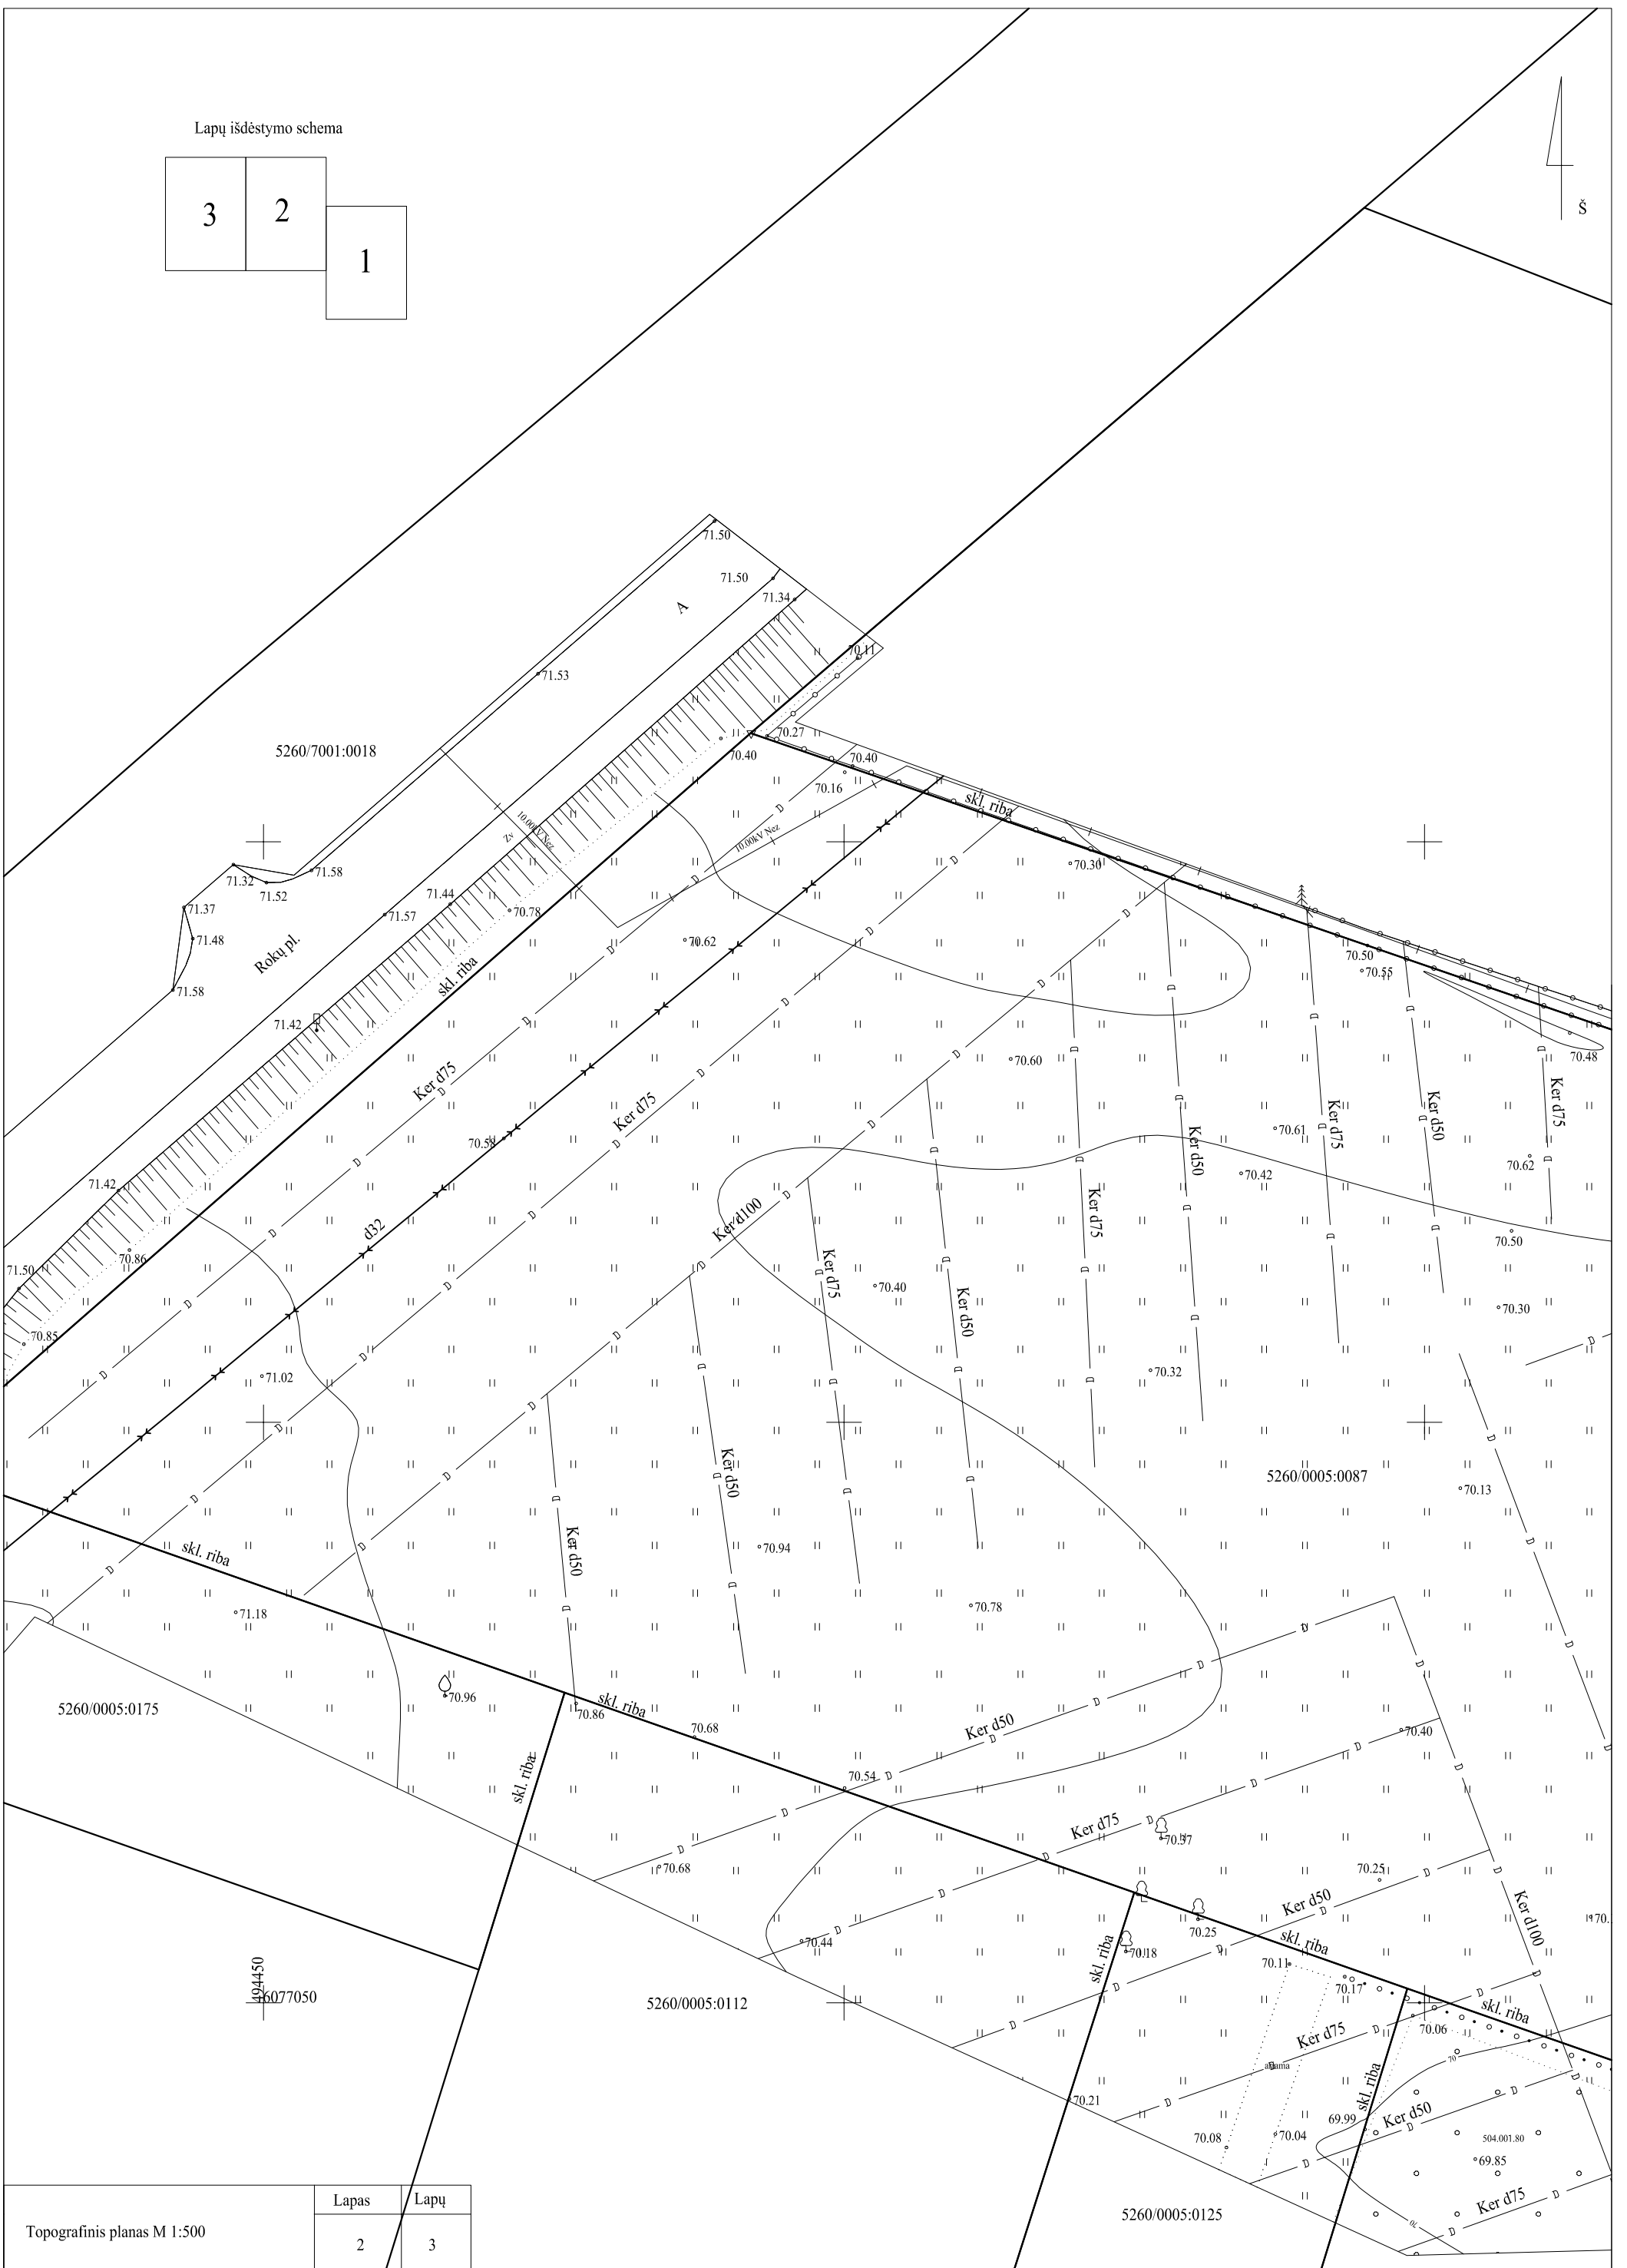 Lapų išdėstymo schema
3
2
1
Š
71.50
71.50
A
71.34
70.11
71.53
5260/7001:0018
70.27
70.40
70.40
70.16
skl. riba
10.00kV Než
Žv
10.00kV Než
71.32
71.52
71.58
70.30
71.37
71.44
71.57
70.78
71.48
70.62
70.50
70.55
Rokų pl.
skl. riba
71.58
71.42
70.48
70.60
Ker d75
Ker d75
70.58
70.61
Ker d75
Ker d50
Ker d75
Ker d50
70.62
70.42
71.42
Ker d100
Ker d75
d32
70.50
70.86
71.50
Ker d75
70.40
Ker d50
70.30
70.85
71.02
70.32
Ker d50
5260/0005:0087
70.13
skl. riba
Ker d50
70.94
71.18
70.78
70.96
5260/0005:0175
70.86
skl. riba
70.68
Ker d50
70.40
skl. riba
70.54
Ker d75
70.37
70.68
70.25
Ker d50
Ker d100
70.
70.44
70.18
70.25
skl. riba
skl. riba
70.11
70.17
494450
6077050
5260/0005:0112
skl. riba
70.06
Ker d75
70
skl. riba
70.21
69.99
Ker d50
70.08
70.04
504.001.80
69.85
Ker d75
5260/0005:0125
70
Topografinis planas M 1:500
Lapas
Lapų
2
3